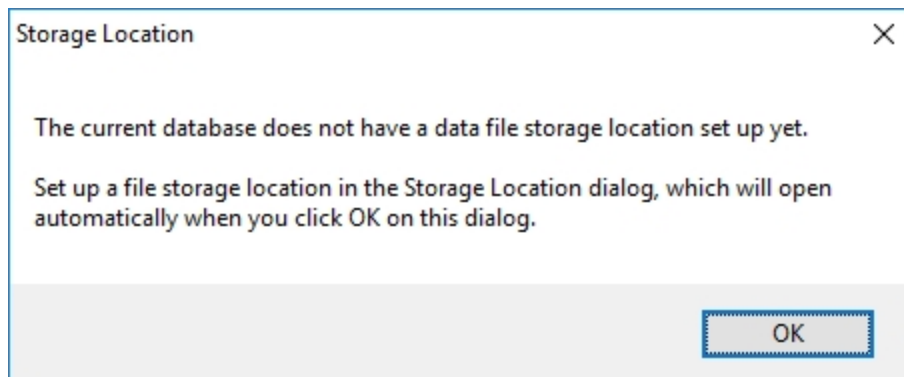 Storage Location
The current database does not have a data file storage location set up yet.
Set up a file storage location in the Storage Location dialog, which will open
automatically when you click OK on this dialog.
OK